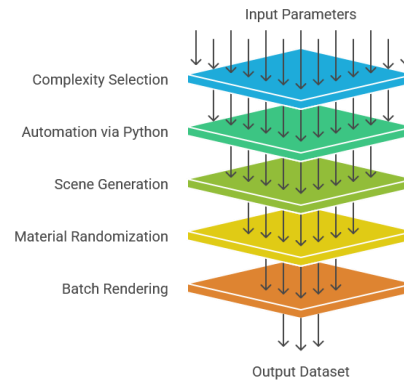 Input Parameters
Complexity Selection
Automation via Python
Scene Generation
Material Randomization
Batch Rendering
Output Dataset